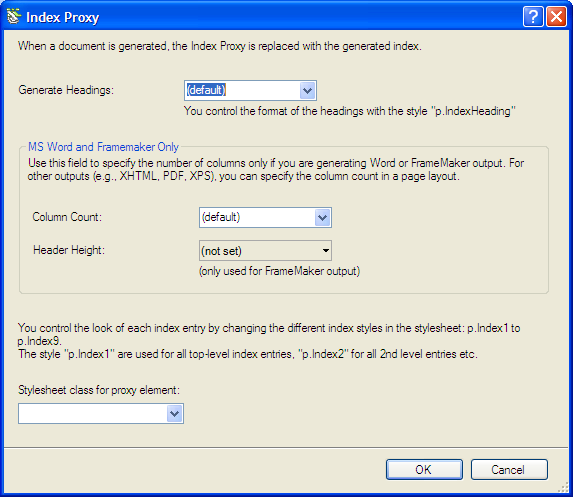 Index Proxy
When a document is generated, the Index Proxy is replaced with the generated index.
Generate Headings: (default)
You control the format of the headings with the style "p.IndexHeading"
MS Word and Framemaker Only
Use this field to specify the number of columns only if you are generating Word or FrameMaker output. For
other outputs (e.g., XHTML, PDF, XPS), you can specify the column count in a page layout.
Column Count: (default)
Header Height: (not set)
(only used for FrameMaker output)
You control the look of each index entry by changing the different index styles in the stylesheet: p.Index1 to
p.Index9.
The style "p.Index1" are used for all top-level index entries, "p.Index2" for all 2nd level entries etc.
Stylesheet class for proxy element:
OK Cancel